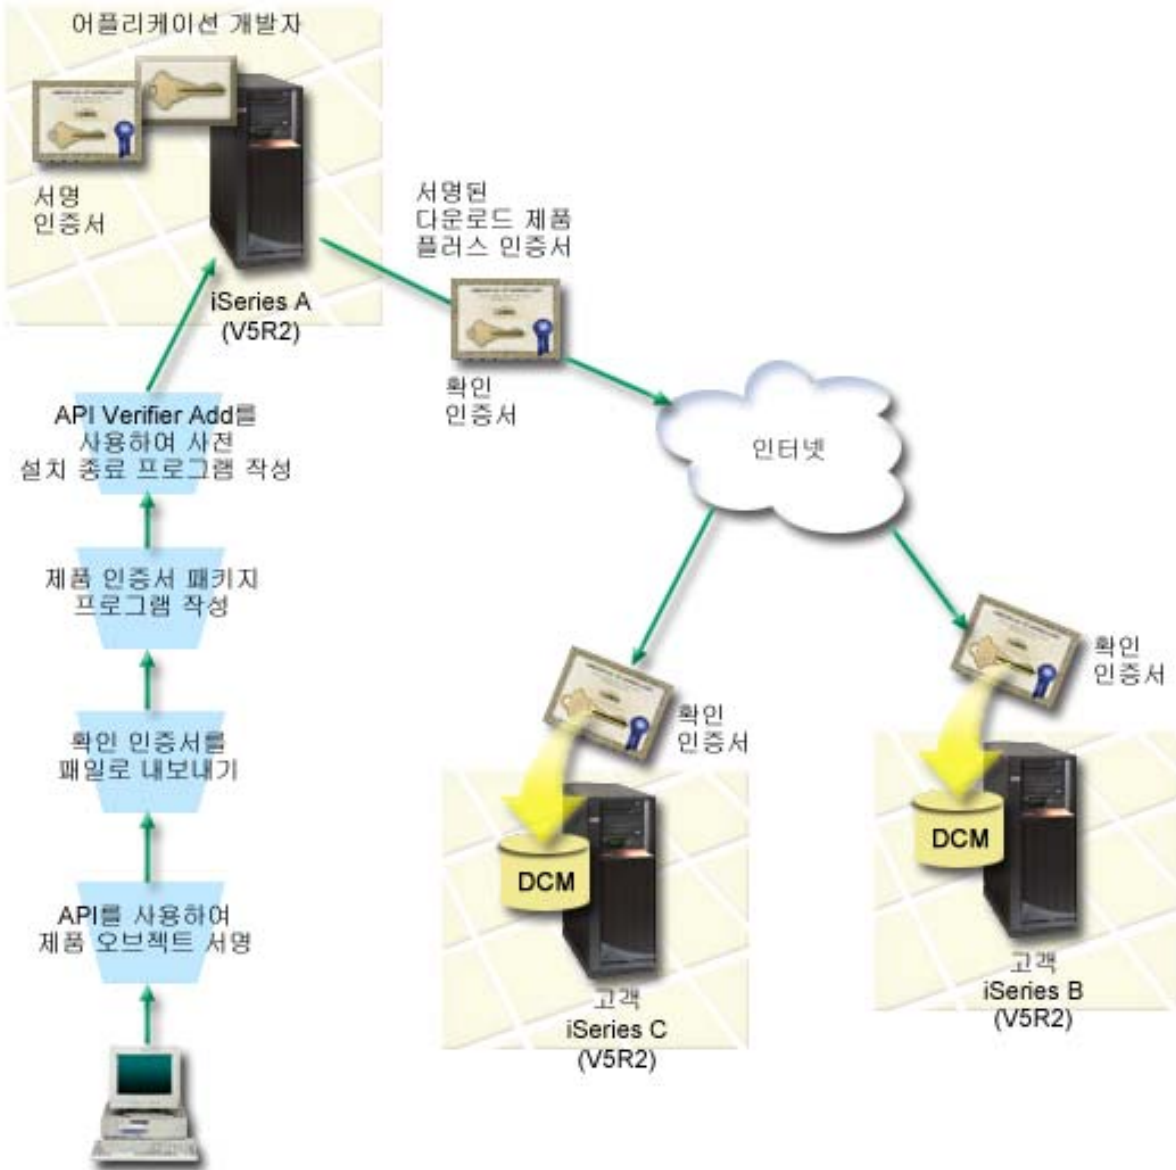 어플리케이션 개발자
서명
인증서
iSeries A
(V5R2)
서명된
다운로드 제품
플러스 인증서
확인
인증서
인터넷
API Verifier Add를
사용하여 사전
설치 종료 프로그램 작성
제품 인증서 패키지
프로그램 작성
확인 인증서를
패일로 내보내기
API를 사용하여
제품 오브젝트 서명
확인
인증서
DCM
고객
iSeries C
(V5R2)
확인
인증서
DCM
고객
iSeries B
(V5R2)